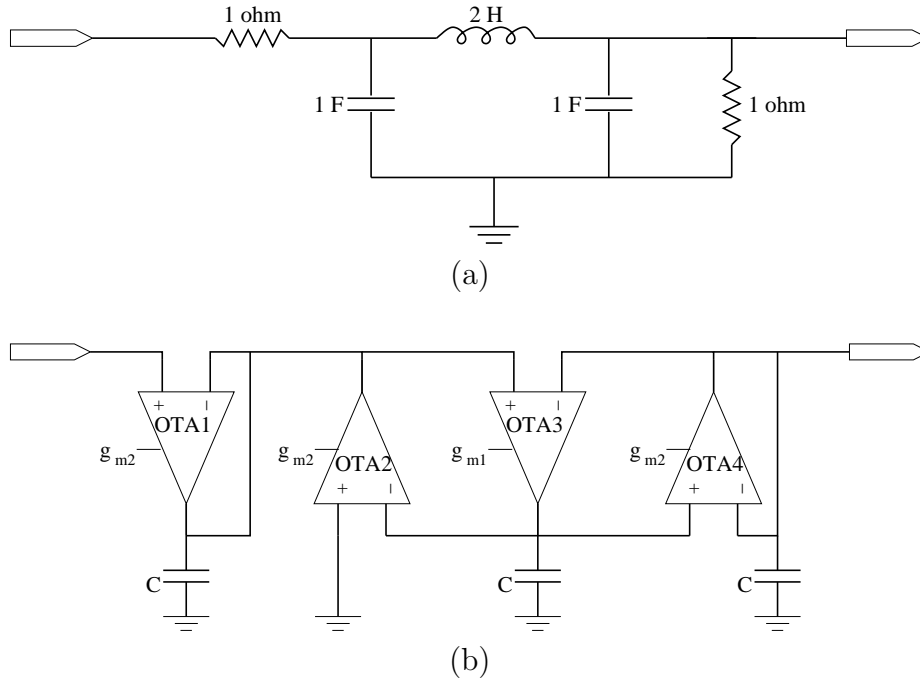 1 ohm
2 H
1 F
1 F
1 ohm
(a)
+ −
OTA1
g m2
g m2
OTA2
+ −
+ −
OTA3
g m1
g m2
OTA4
+ −
C
C
C
(b)